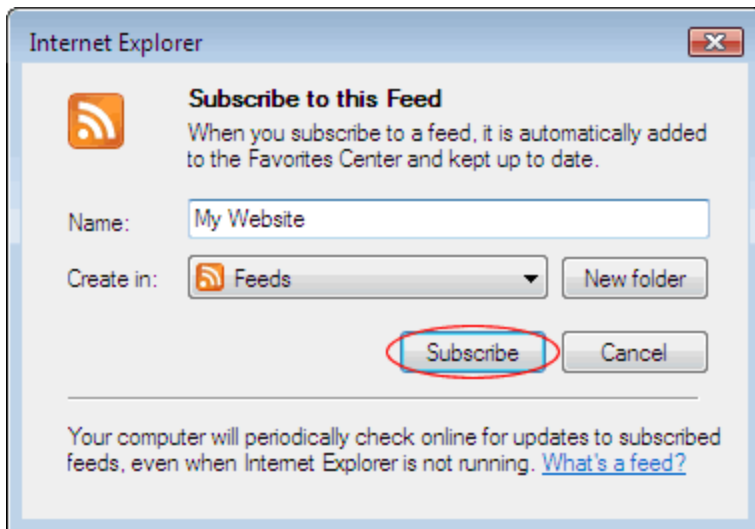 Internet Explorer
Subscribe to this Feed
When you subscribe to a feed, it is automatically added
to the Favorites Center and kept up to date.
Name: My Website
Create in: Feeds New folder
Subscribe Cancel
Your computer will periodically check online for updates to subscribed
feeds, even when Internet Explorer is not running. What's a feed?